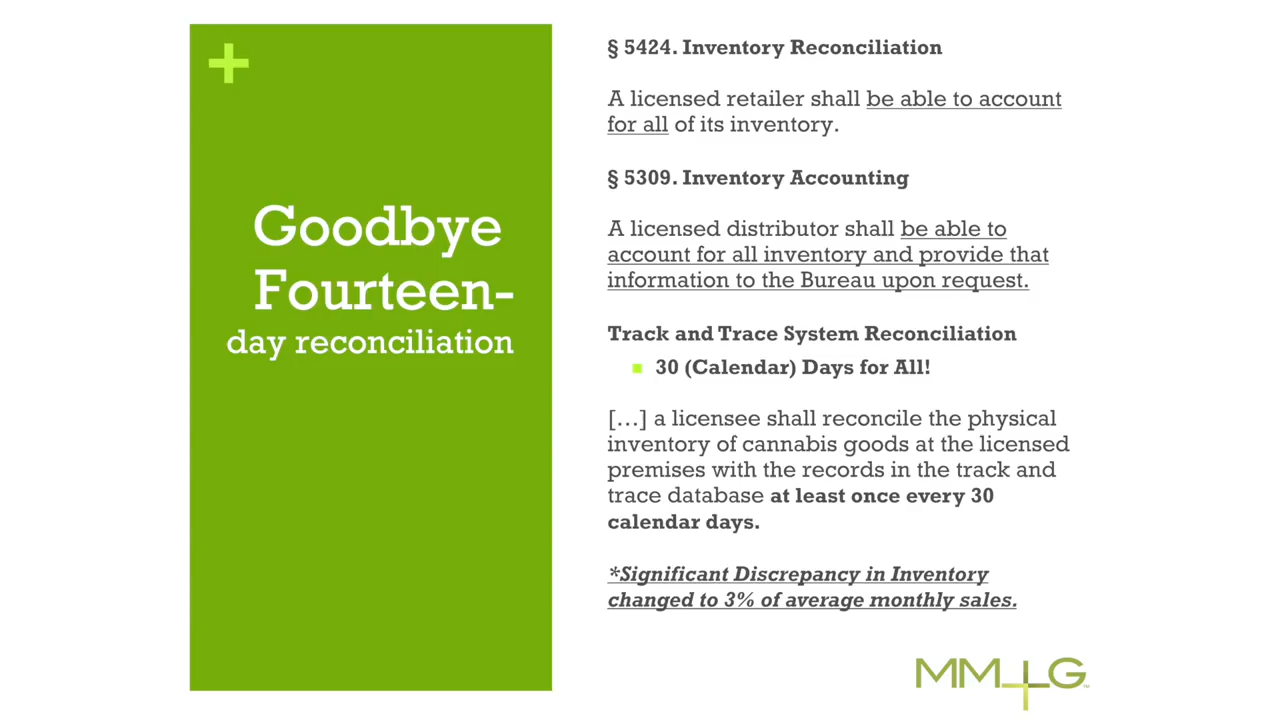 +
Goodbye
Fourteen-
day reconciliation
§ 5424. Inventory Reconciliation
A licensed retailer shall be able to account
for all of its inventory.
§ 5309. Inventory Accounting
A licensed distributor shall be able to
account for all inventory and provide that
information to the Bureau upon request.
Track and Trace System Reconciliation
30 (Calendar) Days for All!
[...] a licensee shall reconcile the physical
inventory of cannabis goods at the licensed
premises with the records in the track and
trace database at least once every 30
calendar days.
*Significant Discrepancy in Inventory
changed to 3% of average monthly sales.
MMLG